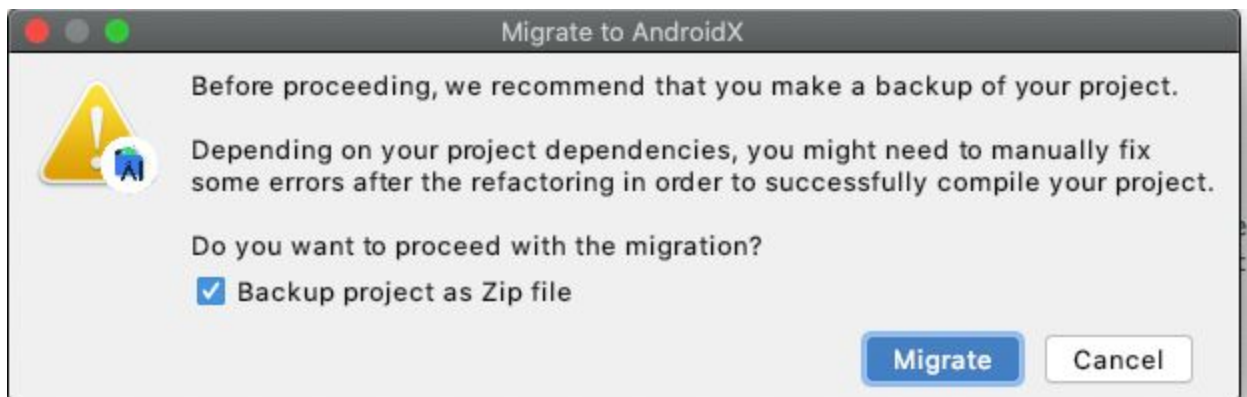 Migrate to AndroidX
Before proceeding, we recommend that you make a backup of your project.
Depending on your project dependencies, you might need to manually fix
some errors after the refactoring in order to successfully compile your project.
Do you want to proceed with the migration?
Backup project as Zip file
Migrate
Cancel